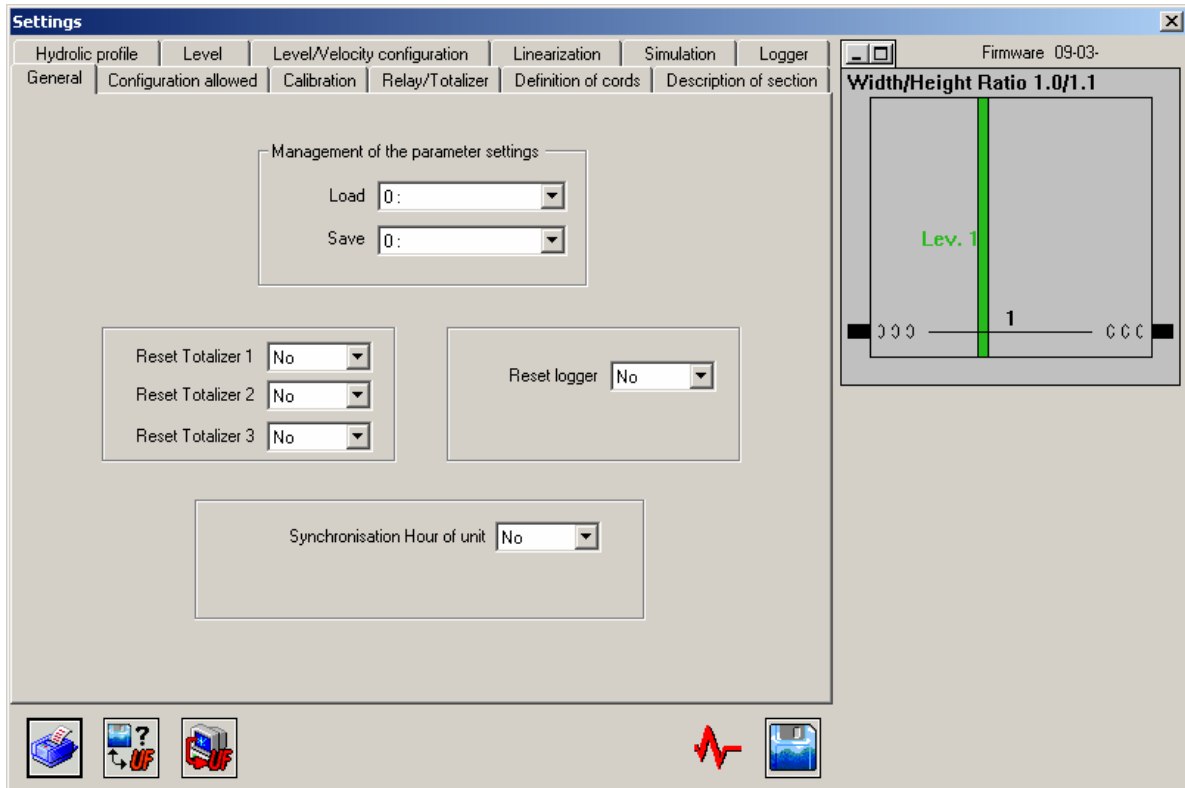 Settings
Hydrolic profile Level Level/Velocity configuration Linearization Simulation Logger
General Configuration allowed Calibration Relay/Totalizer Definition of cords Description of section
Management of the parameter settings
Load 0 :
Save 0 :
Reset Totalizer 1 No
Reset Totalizer 2 No
Reset Totalizer 3 No
Reset logger No
Synchronisation Hour of unit No
? UF
UF
Firmware 09-03-
Width/Height Ratio 1.0/1.1
Lev. 1
1